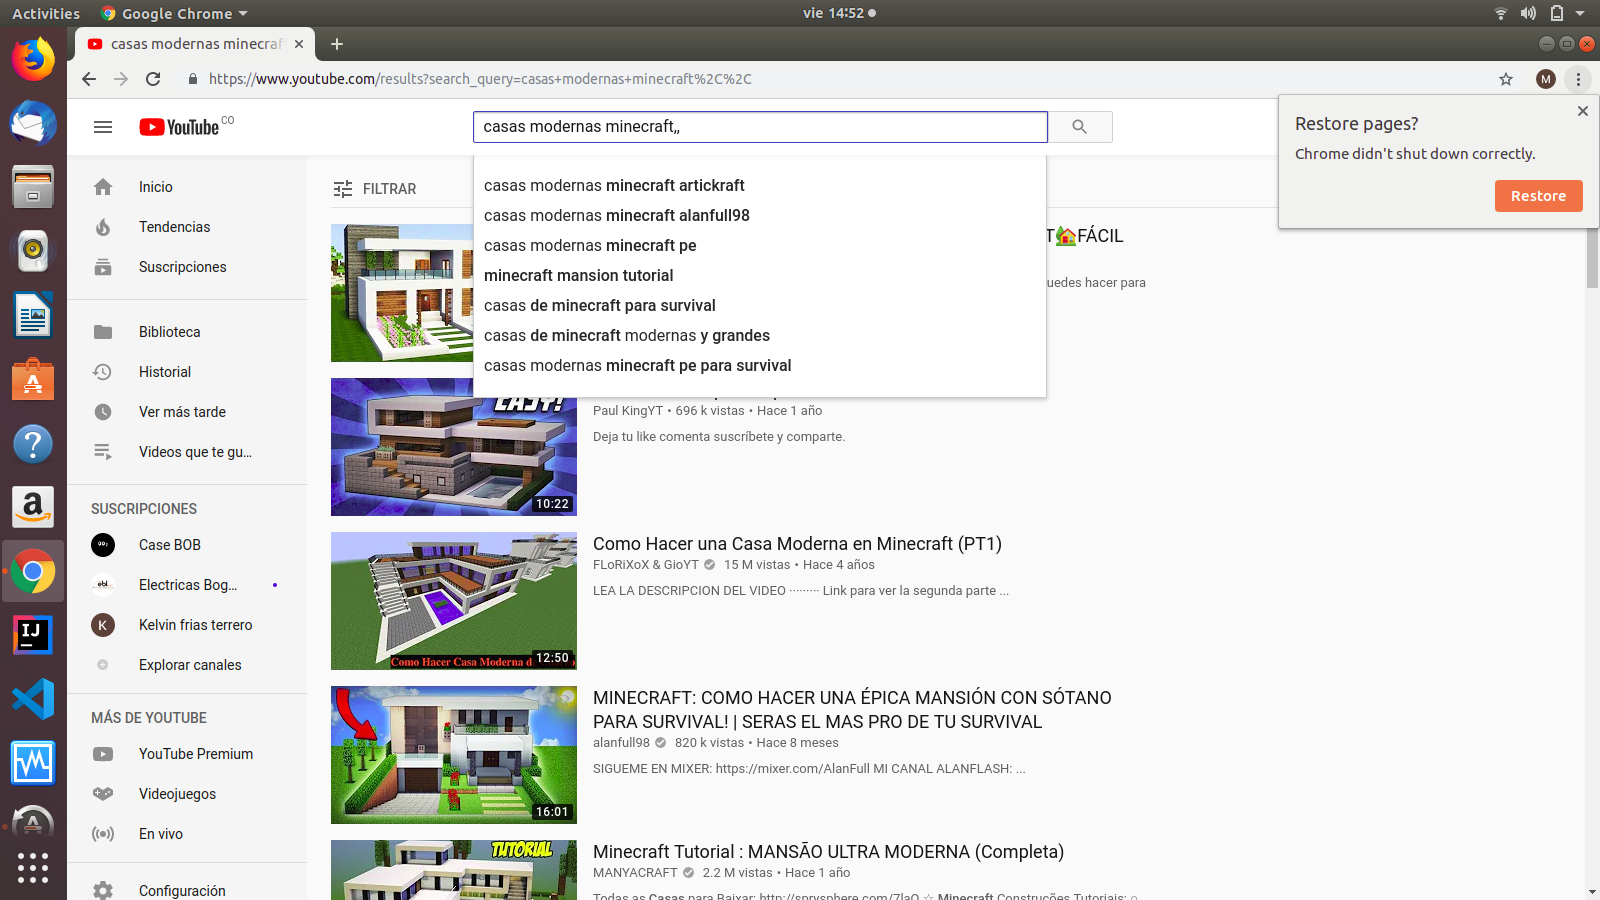 Activities
Google Chrome
vie 14:52
casas modernas minecraf
https://www.youtube.com/results?search_query=casas+modernas+minecraft%2C%2C
M
Restore pages?
Chrome didn't shut down correctly.
Restore
YouTube CO
casas modernas minecraft,,
casas modernas minecraft artickraft
casas modernas minecraft alanfull98
casas modernas minecraft pe
minecraft mansion tutorial
casas de minecraft para survival
casas de minecraft modernas y grandes
casas modernas minecraft pe para survival
Inicio
Tendencias
Suscripciones
Biblioteca
Historial
Ver más tarde
Videos que te gu...
SUSCRIPCIONES
Case BOB
ebl
Electricas Bog...
K
Kelvin frias terrero
Explorar canales
MÁS DE YOUTUBE
YouTube Premium
Videojuegos
En vivo
Configuración
FILTRAR
T🏡FÁCIL
uedes hacer para
EASY!
10:22
Paul KingYT • 696 k vistas • Hace 1 año
Deja tu like comenta suscríbete y comparte.
Como Hacer Casa Moderna d
12:50
Como Hacer una Casa Moderna en Minecraft (PT1)
FLoRiXoX & GioYT 15 M vistas • Hace 4 años
LEA LA DESCRIPCION DEL VIDEO ········· Link para ver la segunda parte ...
16:01
MINECRAFT: COMO HACER UNA ÉPICA MANSIÓN CON SÓTANO
PARA SURVIVAL! | SERAS EL MAS PRO DE TU SURVIVAL
alanfull98 820 k vistas • Hace 8 meses
SIGUEME EN MIXER: https://mixer.com/AlanFull MI CANAL ALANFLASH: ...
TUTORIAL
Minecraft Tutorial : MANSÃO ULTRA MODERNA (Completa)
MANYACRAFT 2.2 M vistas • Hace 1 año
Todas as Casas para Baixar: http://sprysphere.com/7laQ ☆ Minecraft Construções Tutoriais: